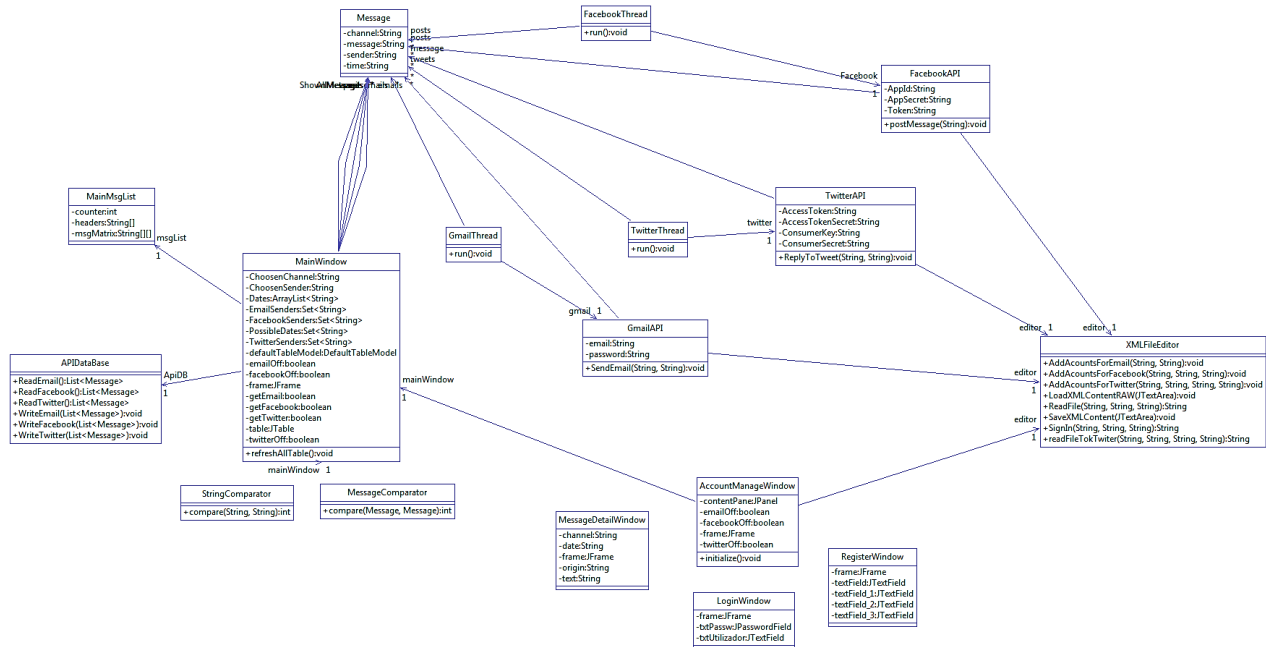 Message
-channel:String
-message:String
-sender:String
-time:String
FacebookThread
+run():void
posts
posts
message
tweets
*
*
*
*
FacebookAPI
-AppId:String
-AppSecret:String
-Token:String
+postMessage(String):void
Facebook
1
emails
MainMsgList
-counter:int
-headers:String[]
-msgMatrix:String[][]
msgList
1
GmailThread
+run():void
TwitterThread
+run():void
twitter
1
TwitterAPI
-AccessToken:String
-AccessTokenSecret:String
-ConsumerKey:String
-ConsumerSecret:String
+ReplyToTweet(String, String):void
MainWindow
-ChoosenChannel:String
-ChoosenSender:String
-Dates:ArrayList<String>
-EmailSenders:Set<String>
-FacebookSenders:Set<String>
-PossibleDates:Set<String>
-TwitterSenders:Set<String>
-defaultTableModel:DefaultTableModel
-emailOff:boolean
-facebookOff:boolean
-frame:JFrame
-getEmail:boolean
-getFacebook:boolean
-getTwitter:boolean
-table:JTable
-twitterOff:boolean
+refreshAllTable():void
mainWindow 1
gmail 1
GmailAPI
-email:String
-password:String
+SendEmail(String, String):void
editor 1
editor 1
XMLFileEditor
+AddAccountsForEmail(String, String):void
+AddAcountsForFacebook(String, String, String):void
+AddAcountsForTwitter(String, String, String, String):void
+LoadXMLContentRAW(JTextArea):void
+ReadFile(String, String, String):String
+SaveXMLContent(JTextArea):void
+SignIn(String, String, String):String
+readFileTokTwiter(String, String, String, String):String
editor
1
editor
1
APIDataBase
+ReadEmail():List<Message>
+ReadFacebook():List<Message>
+ReadTwitter():List<Message>
+WriteEmail(List<Message>):void
+WriteFacebook(List<Message>):void
+WriteTwitter(List<Message>):void
ApiDB
1
mainWindow
1
StringComparator
+compare(String, String):int
MessageComparator
+compare(Message, Message):int
AccountManageWindow
-contentPane:JPanel
-emailOff:boolean
-facebookOff:boolean
-frame:JFrame
-twitterOff:boolean
+initialize():void
MessageDetailWindow
-channel:String
-date:String
-frame:JFrame
-origin:String
-text:String
RegisterWindow
-frame:JFrame
-textField:JTextField
-textField_1:JTextField
-textField_2:JTextField
-textField_3:JTextField
LoginWindow
-frame:JFrame
-txtPassw:JPasswordField
-txtUtilizador:JTextField